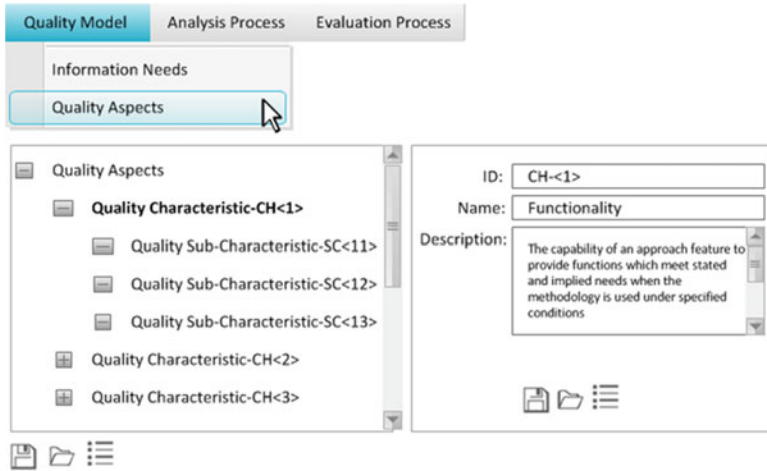 Quality Model Analysis Process Evaluation Process
Information Needs
Quality Aspects
Quality Aspects
Quality Characteristic-CH<1>
Quality Sub-Characteristic-SC<11>
Quality Sub-Characteristic-SC<12>
Quality Sub-Characteristic-SC<13>
Quality Characteristic-CH<2>
Quality Characteristic-CH<3>
ID: CH-<1>
Name: Functionality
Description:
The capability of an approach feature to
provide functions which meet stated
and implied needs when the
methodology is used under specified
conditions